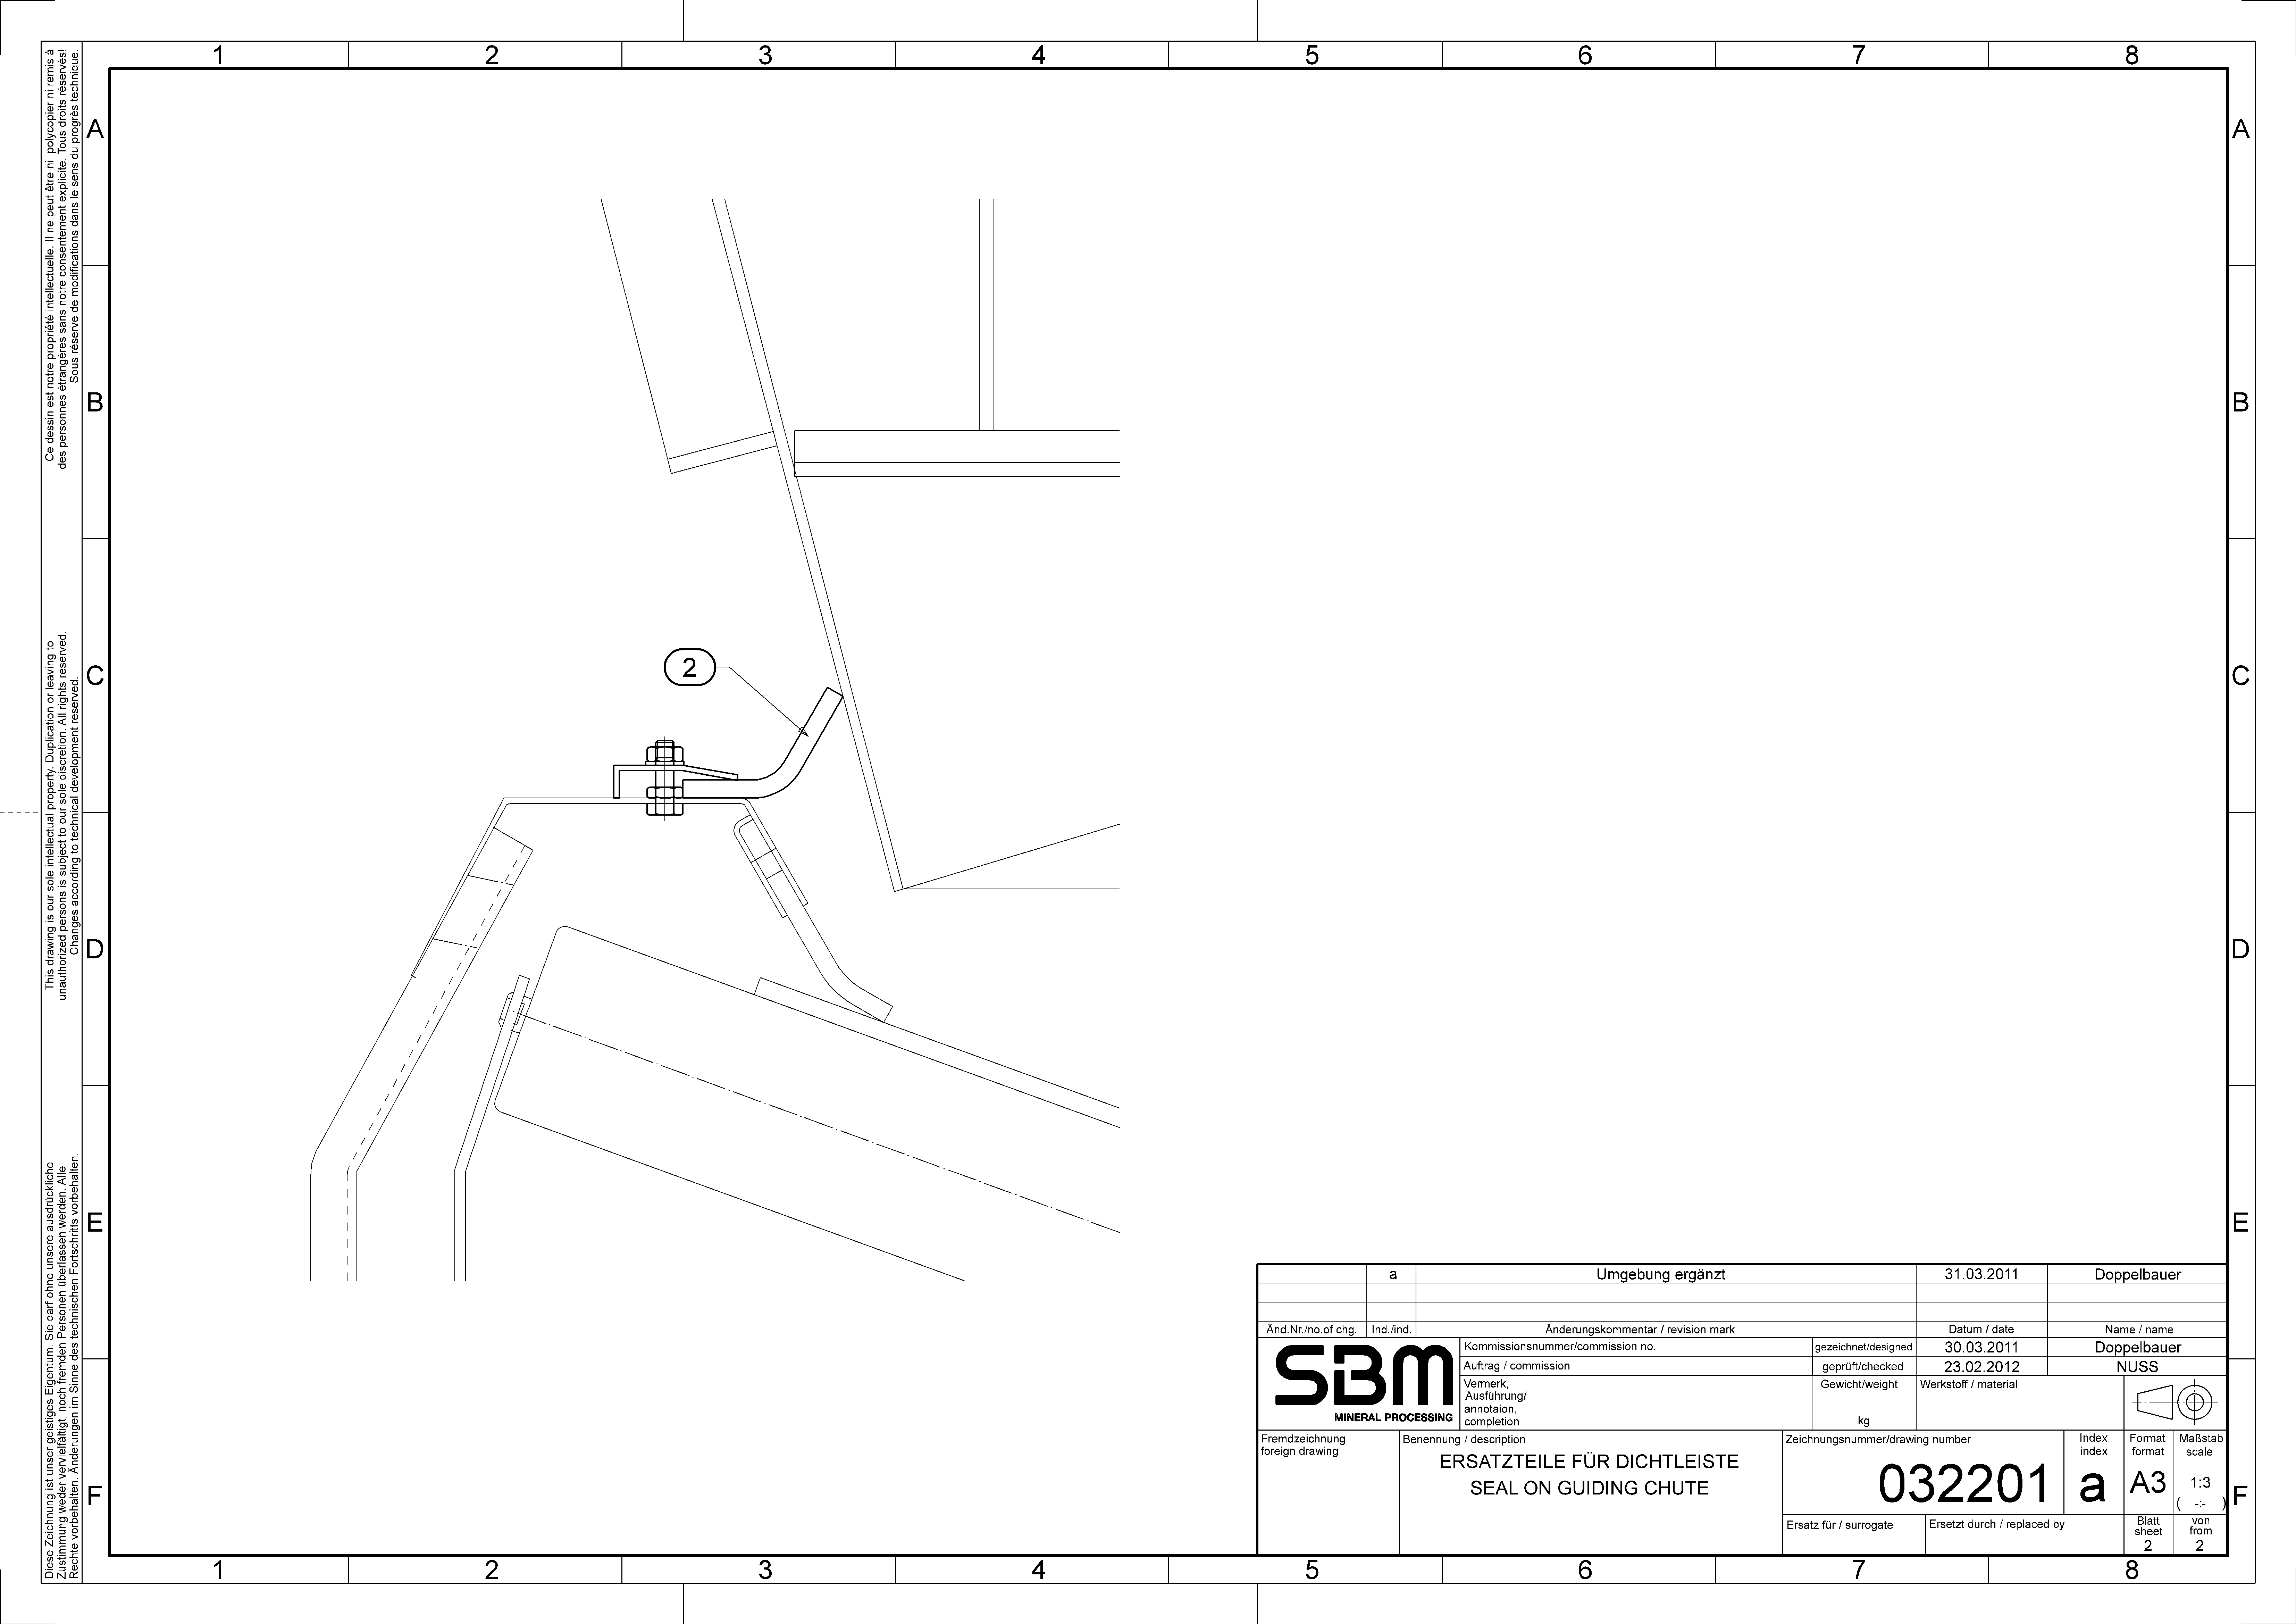 1 2 3 4 5 6 7 8
Ce dessin est notre propriété intellectuelle. Il ne peut être ni polycopier ni remis à
des personnes étrangères sans notre consentement explicite. Tous droits réservés!
Sous réserve de modifications dans le sens du progrès technique.
This drawing is our sole intellectual property. Duplication or leaving to
unauthorized persons is subject to our sole discretion. All rights reserved.
Changes according to technical development reserved.
Diese Zeichnung ist unser geistiges Eigentum. Sie darf ohne unsere ausdrückliche
Zustimmung weder vervielfältigt, noch fremden Personen überlassen werden. Alle
Rechte vorbehalten. Änderungen im Sinne des technischen Fortschritts vorbehalten.
A A
B B
C C
D D
E E
F F
2
a Umgebung ergänzt 31.03.2011 Doppelbauer
Änd.Nr./no.of chg. Ind./ind. Änderungskommentar / revision mark Datum / date Name / name
SBM
MINERAL PROCESSING
Kommissionsnummer/commission no. gezeichnet/designed 30.03.2011 Doppelbauer
Auftrag / commission geprüft/checked 23.02.2012 NUSS
Vermerk,
Ausführung/
annotaion,
completion
Gewicht/weight
kg
Werkstoff / material
Fremdzeichnung
foreign drawing
Benennung / description
ERSATZTEILE FÜR DICHTLEISTE
SEAL ON GUIDING CHUTE
Zeichnungsnummer/drawing number
032201
Index
index
a
Format
format
A3
Maßstab
scale
1:3
( -:- )
Ersatz für / surrogate
Ersetzt durch / replaced by
Blatt
sheet
2
von
from
2
1 2 3 4 5 6 7 8